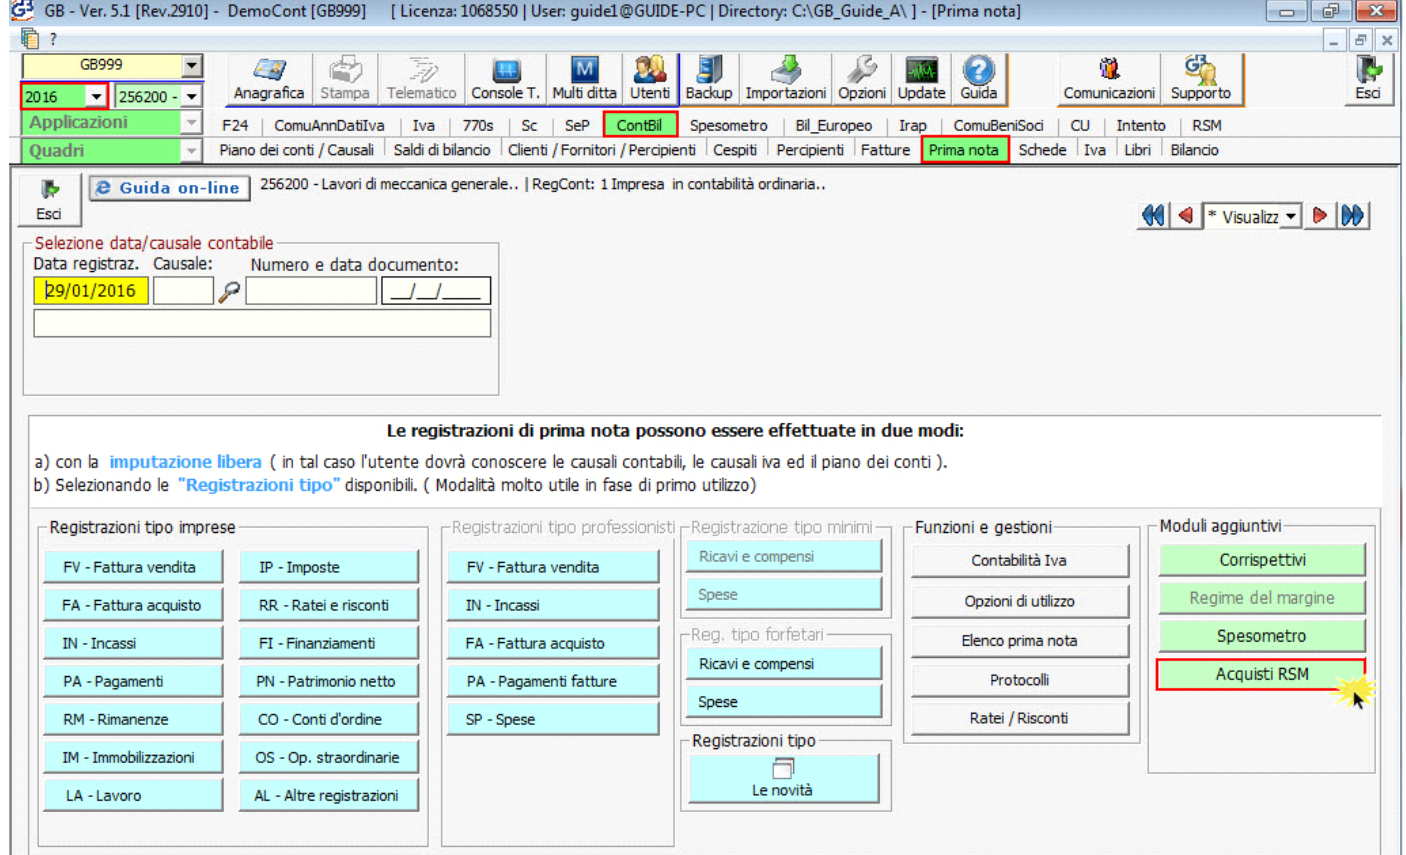 GB - Ver. 5.1 [Rev.2910] - DemoCont [GB999] [ Licenza: 1068550 | User: guide1@GUIDE-PC | Directory: C:\GB_Guide_A\ ] - [Prima nota]
?
GB999
2016 256200 -
Anagrafica Stampa Telematico Console T. Multi ditta Utenti Backup Importazioni Opzioni Update Guida Comunicazioni Supporto Esci
Applicazioni F24 | ComuAnnDatiIva | Iva | 770s | Sc | SeP ContBil Spesometro | Bil_Europeo | Irap | ComuBeniSoci | CU | Intento | RSM
Quadri Piano dei conti / Causali | Saldi di bilancio | Clienti / Fornitori / Percipienti | Cespiti | Percipienti | Fatture | Prima nota | Schede | Iva | Libri | Bilancio
Esci
Guida on-line
256200 - Lavori di meccanica generale.. | RegCont: 1 Impresa in contabilità ordinaria..
* Visualizz
Selezione data/causale contabile
Data registraz. Causale: Numero e data documento:
29/01/2016 __/__/____
Le registrazioni di prima nota possono essere effettuate in due modi:
a) con la imputazione libera ( in tal caso l'utente dovrà conoscere le causali contabili, le causali iva ed il piano dei conti ).
b) Selezionando le "Registrazioni tipo" disponibili. ( Modalità molto utile in fase di primo utilizzo)
Registrazioni tipo imprese
FV - Fattura vendita
FA - Fattura acquisto
IN - Incassi
PA - Pagamenti
RM - Rimanenze
IM - Immobilizzazioni
LA - Lavoro
IP - Imposte
RR - Ratei e risconti
FI - Finanziamenti
PN - Patrimonio netto
CO - Conti d'ordine
OS - Op. straordinarie
AL - Altre registrazioni
Registrazioni tipo professionisti
FV - Fattura vendita
IN - Incassi
FA - Fattura acquisto
PA - Pagamenti fatture
SP - Spese
Registrazione tipo minimi
Ricavi e compensi
Spese
Reg. tipo forfetari
Ricavi e compensi
Spese
Registrazioni tipo
Le novità
Funzioni e gestioni
Contabilità Iva
Opzioni di utilizzo
Elenco prima nota
Protocolli
Ratei / Risconti
Moduli aggiuntivi
Corrispettivi
Regime del margine
Spesometro
Acquisti RSM